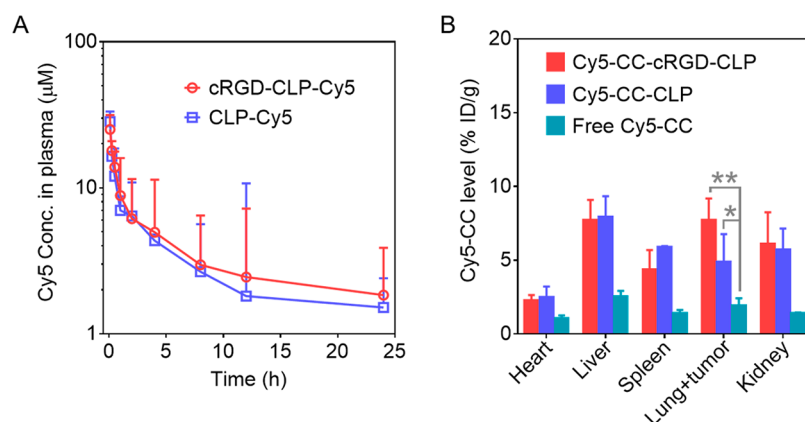 A
Cy5 Conc. in plasma (μM)
100
10
1
cRGD-CLP-Cy5
CLP-Cy5
0
5
10
15
20
25
Time (h)
B
Cy5-CC level (% ID/g)
20
15
10
5
0
Cy5-CC-cRGD-CLP
Cy5-CC-CLP
Free Cy5-CC
**
*
Heart
Liver
Spleen
Lung+tumor
Kidney